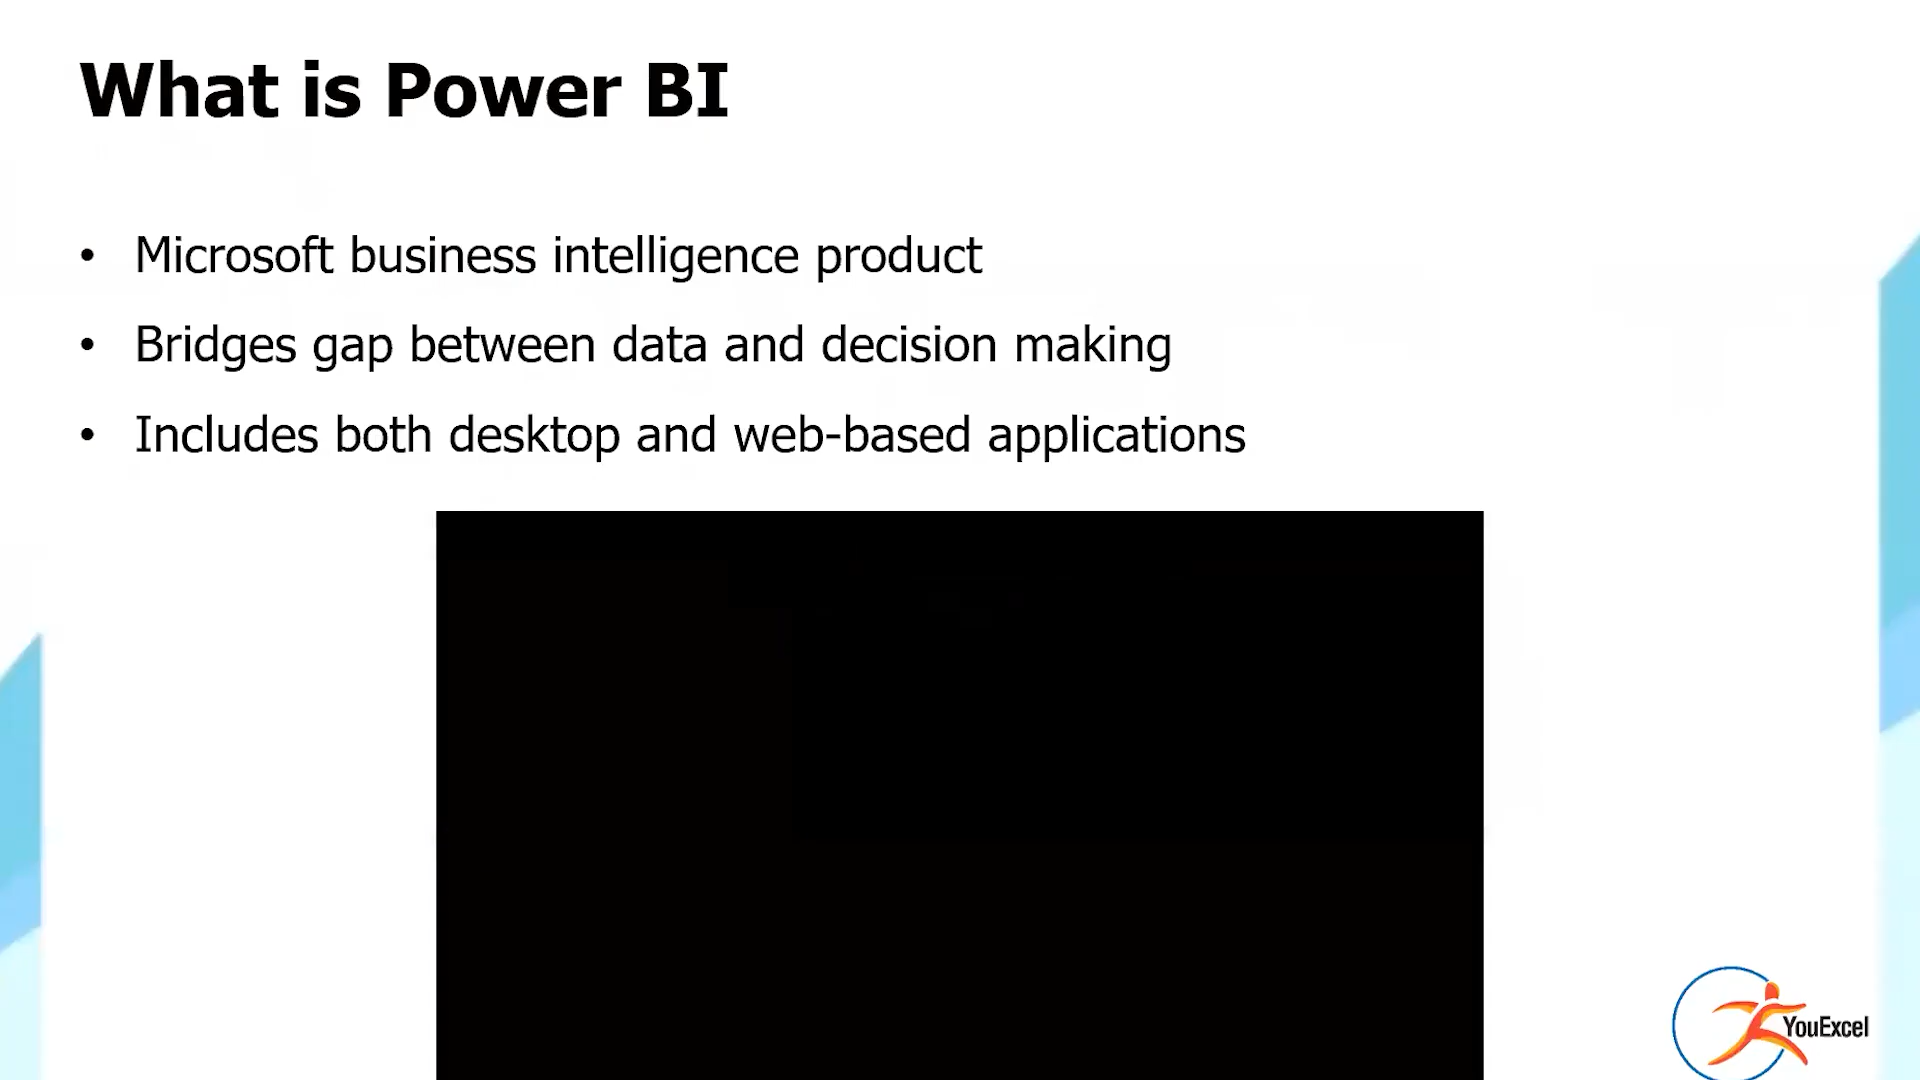 What is Power BI
• Microsoft business intelligence product
• Bridges gap between data and decision making
• Includes both desktop and web-based applications
YouExcel